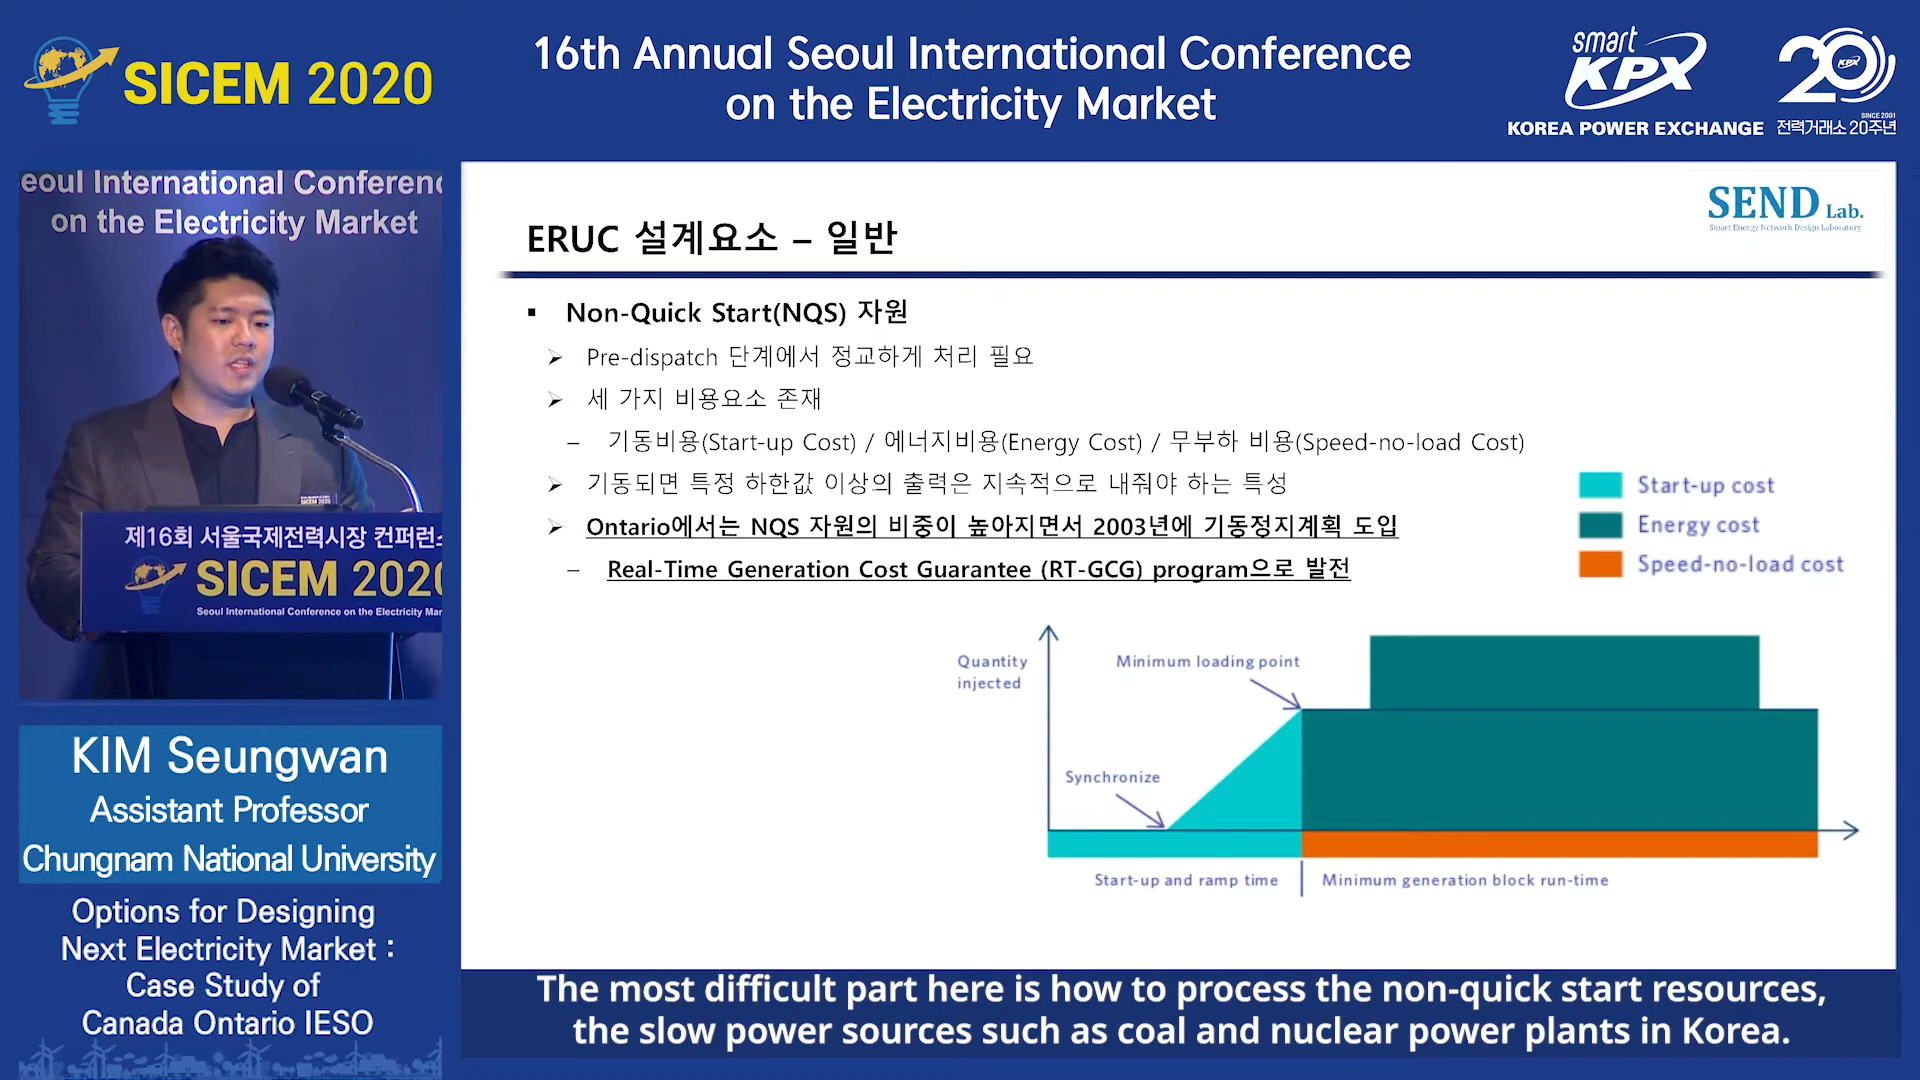 SICEM 2020
16th Annual Seoul International Conference
on the Electricity Market
smart
KPX
KOREA POWER EXCHANGE
20
KPX
SINCE 2001
전력거래소 20주년
eoul International Conferenc
on the Electricity Market
SICEM 2020
제16회 서울국제전력시장 컨퍼런스
SICEM 2020
Seoul International Conference on the Electricity Mar
KIM Seungwan
Assistant Professor
Chungnam National University
Options for Designing
Next Electricity Market :
Case Study of
Canada Ontario IESO
SEND Lab.
Smart Energy Network Design Laboratory
ERUC 설계요소 – 일반
▪ Non-Quick Start(NQS) 자원
➢ Pre-dispatch 단계에서 정교하게 처리 필요
➢ 세 가지 비용요소 존재
– 기동비용(Start-up Cost) / 에너지비용(Energy Cost) / 무부하 비용(Speed-no-load Cost)
➢ 기동되면 특정 하한값 이상의 출력은 지속적으로 내줘야 하는 특성
➢ Ontario에서는 NQS 자원의 비중이 높아지면서 2003년에 기동정지계획 도입
– Real-Time Generation Cost Guarantee (RT-GCG) program으로 발전
Start-up cost
Energy cost
Speed-no-load cost
Quantity
injected
Minimum loading point
Synchronize
Start-up and ramp time
Minimum generation block run-time
The most difficult part here is how to process the non-quick start resources,
the slow power sources such as coal and nuclear power plants in Korea.